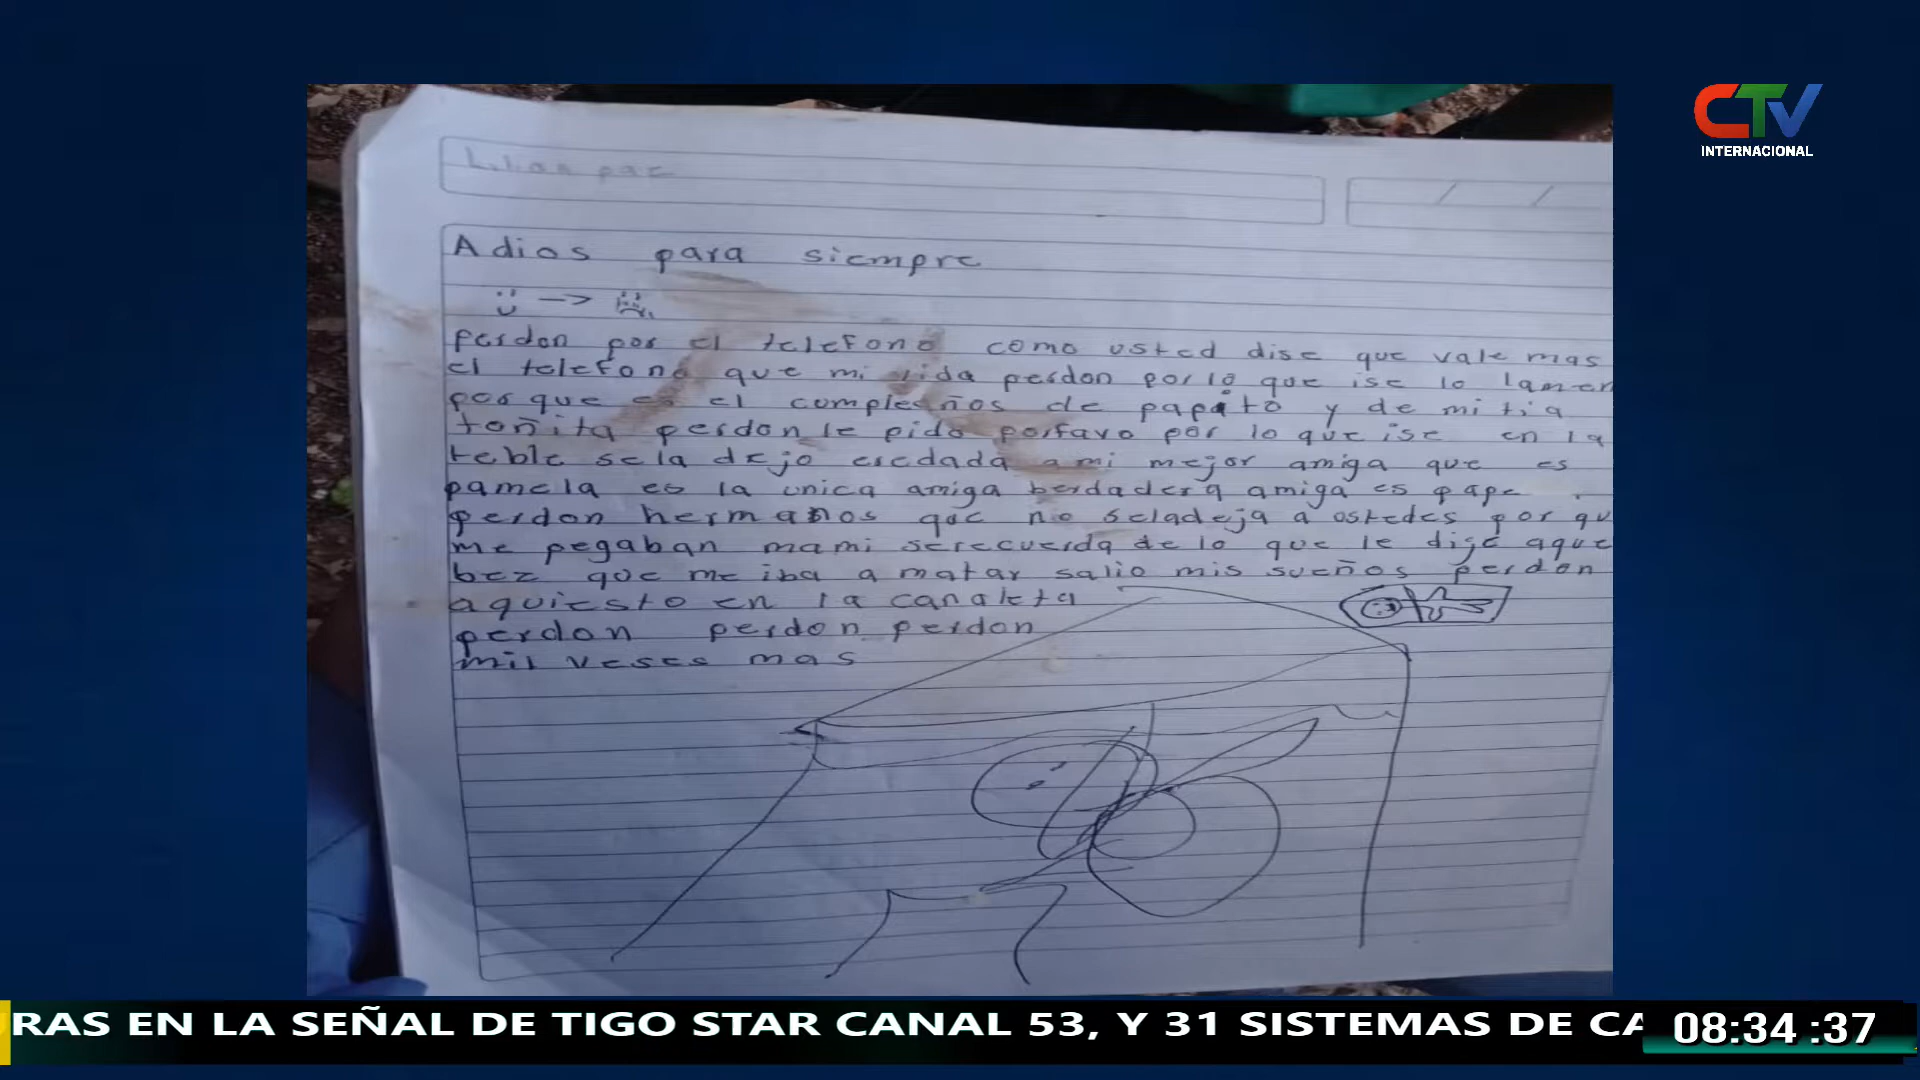 CTV
INTERNACIONAL
Adios para siempre
perdon por el telefono como usted dise que vale mas
el telefono que mi vida perdon por lo que ise lo lamen
porque es el compleaños de papito y de mi tia
toñita perdon le pido porfavo por lo que ise en la
teble sela dejo eredada a mi mejor amiga que es
pamela es la unica amiga berdadera amiga es pape
perdon hermanos que no seladeja a ostedes por qu
me pegaban mami serecuerda de lo que le dije aque
bez que me iba a matar salio mis sueños perdon
aquiesto en la canaleta
perdon perdon perdon
mil veses mas
URAS EN LA SEÑAL DE TIGO STAR CANAL 53, Y 31 SISTEMAS DE CA
08:34:37